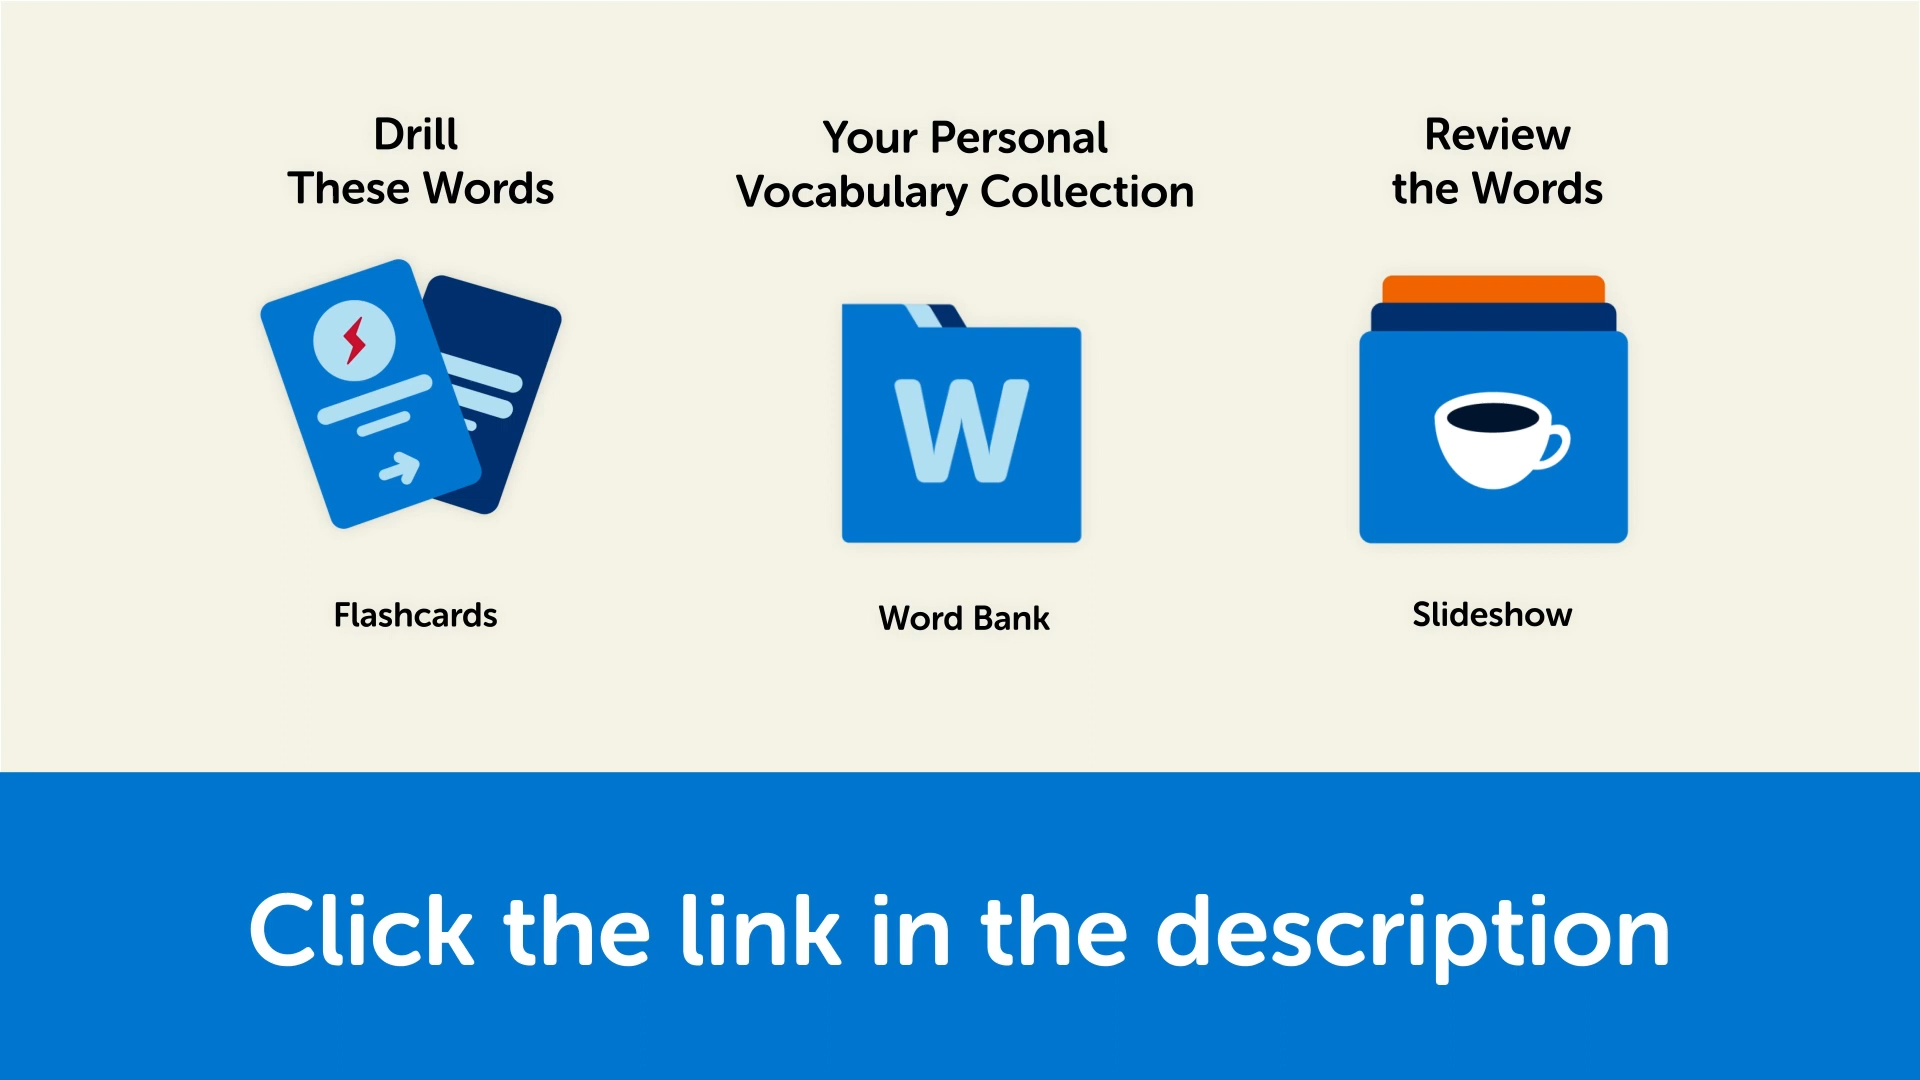 Drill
These Words
Your Personal
Vocabulary Collection
Review
the Words
W
Flashcards
Word Bank
Slideshow
Click the link in the description